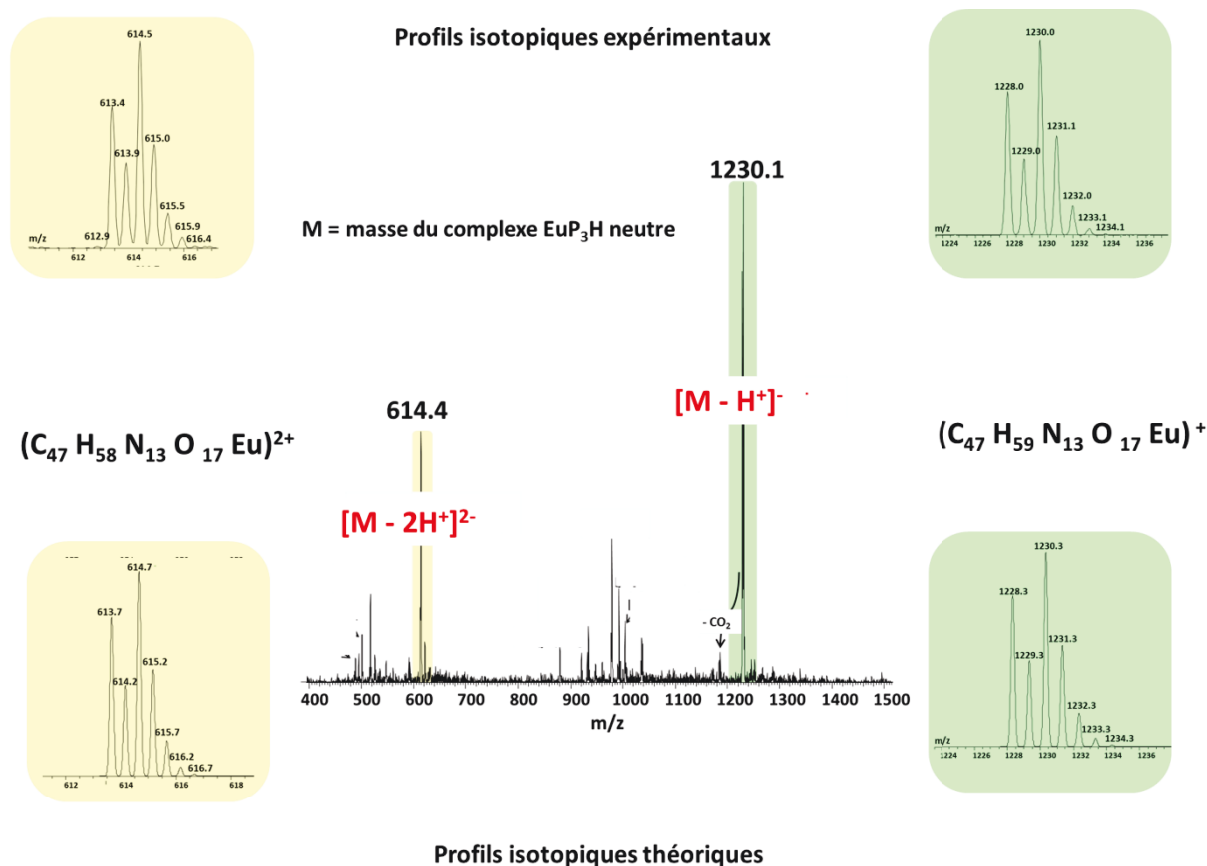 Profils isotopiques expérimentaux
614.5
613.4
613.9
615.0
615.5
615.9
616.4
612.9
m/z
612 614 616
1230.0
1228.0
1229.0
1231.1
1232.0
1233.1
1234.1
m/z
1224 1226 1228 1230 1232 1234 1236
1230.1
M = masse du complexe EuP₃H neutre
[M - H⁺]⁻
614.4
(C₄₇ H₅₈ N₁₃ O ₁₇ Eu)²⁺
(C₄₇ H₅₉ N₁₃ O ₁₇ Eu) ⁺
[M - 2H⁺]²⁻
- CO₂
400 500 600 700 800 900 1000 1100 1200 1300 1400 1500
m/z
614.7
613.7
614.2
615.2
615.7
616.2
616.7
612 614 616 618
1230.3
1228.3
1229.3
1231.3
1232.3
1233.3
1234.3
m/z
1224 1226 1228 1230 1232 1234 1236
Profils isotopiques théoriques